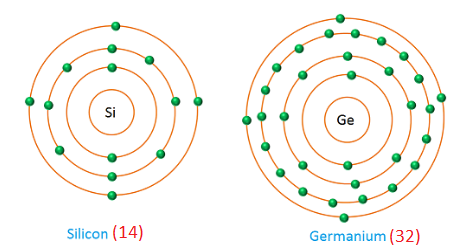 Si
Ge
Silicon (14)
Germanium (32)